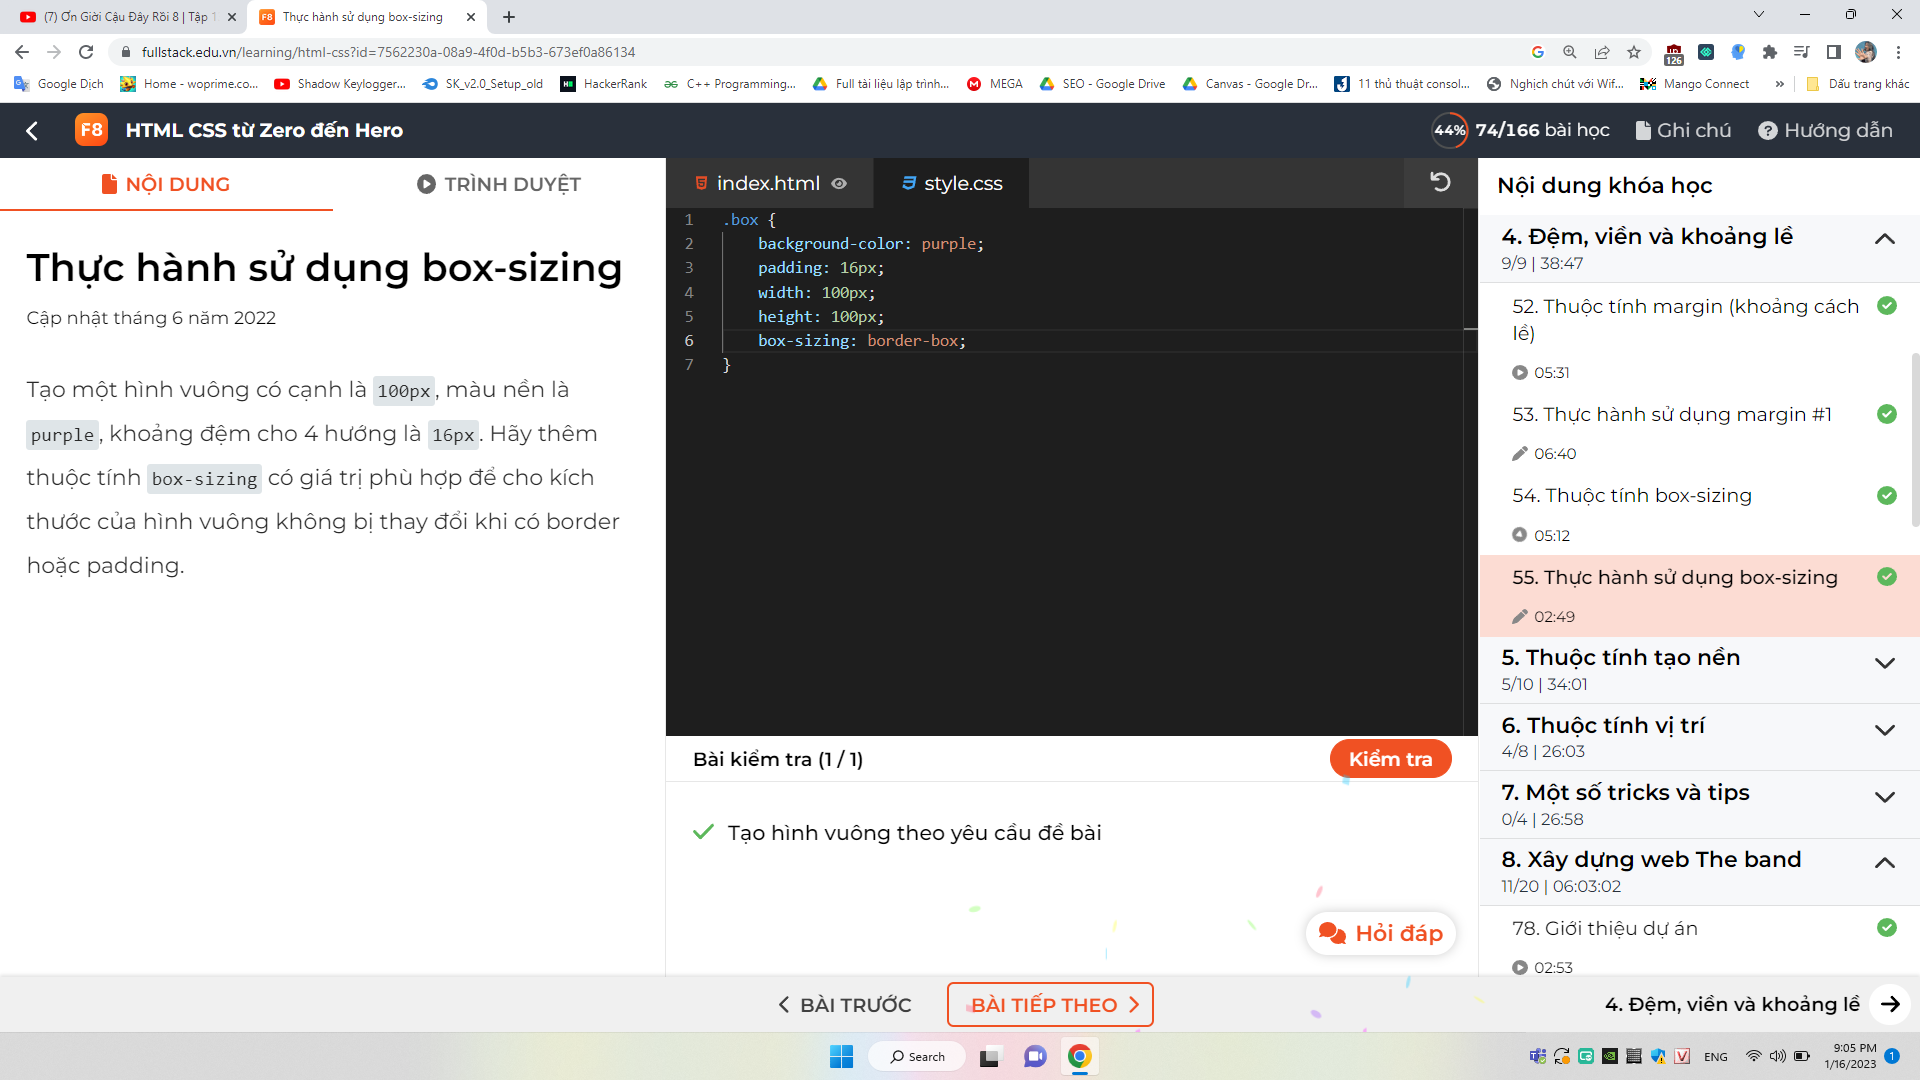 (7) Ơn Giời Cậu Đây Rồi 8 | Tập 1
Thực hành sử dụng box-sizing
fullstack.edu.vn/learning/html-css?id=7562230a-08a9-4f0d-b5b3-673ef0a86134
126
Google Dịch
Home - woprime.co...
Shadow Keylogger...
SK_v2.0_Setup_old
HackerRank
C++ Programming...
Full tài liệu lập trình...
MEGA
SEO - Google Drive
Canvas - Google Dr...
11 thủ thuật consol...
Nghịch chút với Wif...
Mango Connect
»
Dấu trang khác
F8
HTML CSS từ Zero đến Hero
44%
74/166 bài học
Ghi chú
Hướng dẫn
NỘI DUNG
TRÌNH DUYỆT
Thực hành sử dụng box-sizing
Cập nhật tháng 6 năm 2022
Tạo một hình vuông có cạnh là 100px, màu nền là
purple, khoảng đệm cho 4 hướng là 16px. Hãy thêm
thuộc tính box-sizing có giá trị phù hợp để cho kích
thước của hình vuông không bị thay đổi khi có border
hoặc padding.
index.html
style.css
1 .box {
2 background-color: purple;
3 padding: 16px;
4 width: 100px;
5 height: 100px;
6 box-sizing: border-box;
7 }
Bài kiểm tra (1 / 1)
Kiểm tra
Tạo hình vuông theo yêu cầu đề bài
Hỏi đáp
Nội dung khóa học
4. Đệm, viền và khoảng lề
9/9 | 38:47
52. Thuộc tính margin (khoảng cách
lề)
05:31
53. Thực hành sử dụng margin #1
06:40
54. Thuộc tính box-sizing
05:12
55. Thực hành sử dụng box-sizing
02:49
5. Thuộc tính tạo nền
5/10 | 34:01
6. Thuộc tính vị trí
4/8 | 26:03
7. Một số tricks và tips
0/4 | 26:58
8. Xây dựng web The band
11/20 | 06:03:02
78. Giới thiệu dự án
02:53
BÀI TRƯỚC
BÀI TIẾP THEO
4. Đệm, viền và khoảng lề
Search
ENG
9:05 PM
1/16/2023
1